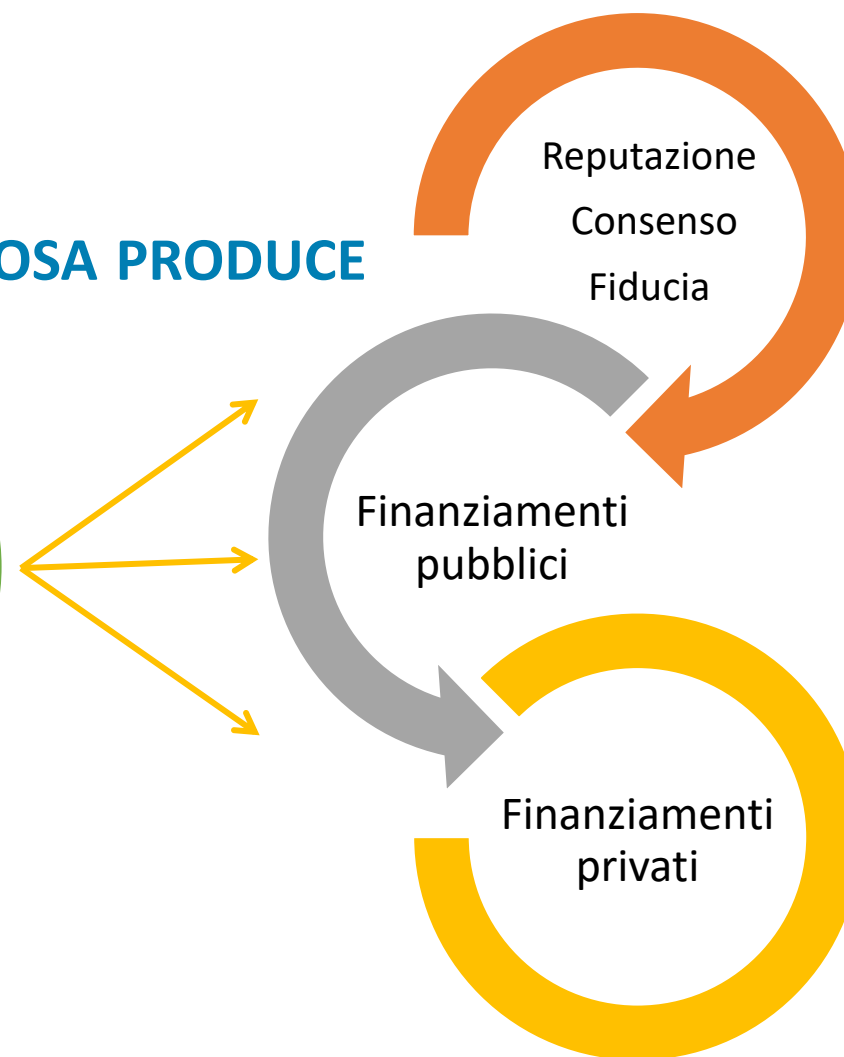 Reputazione
Consenso
Fiducia
OSA PRODUCE
Finanziamenti
pubblici
Finanziamenti
privati